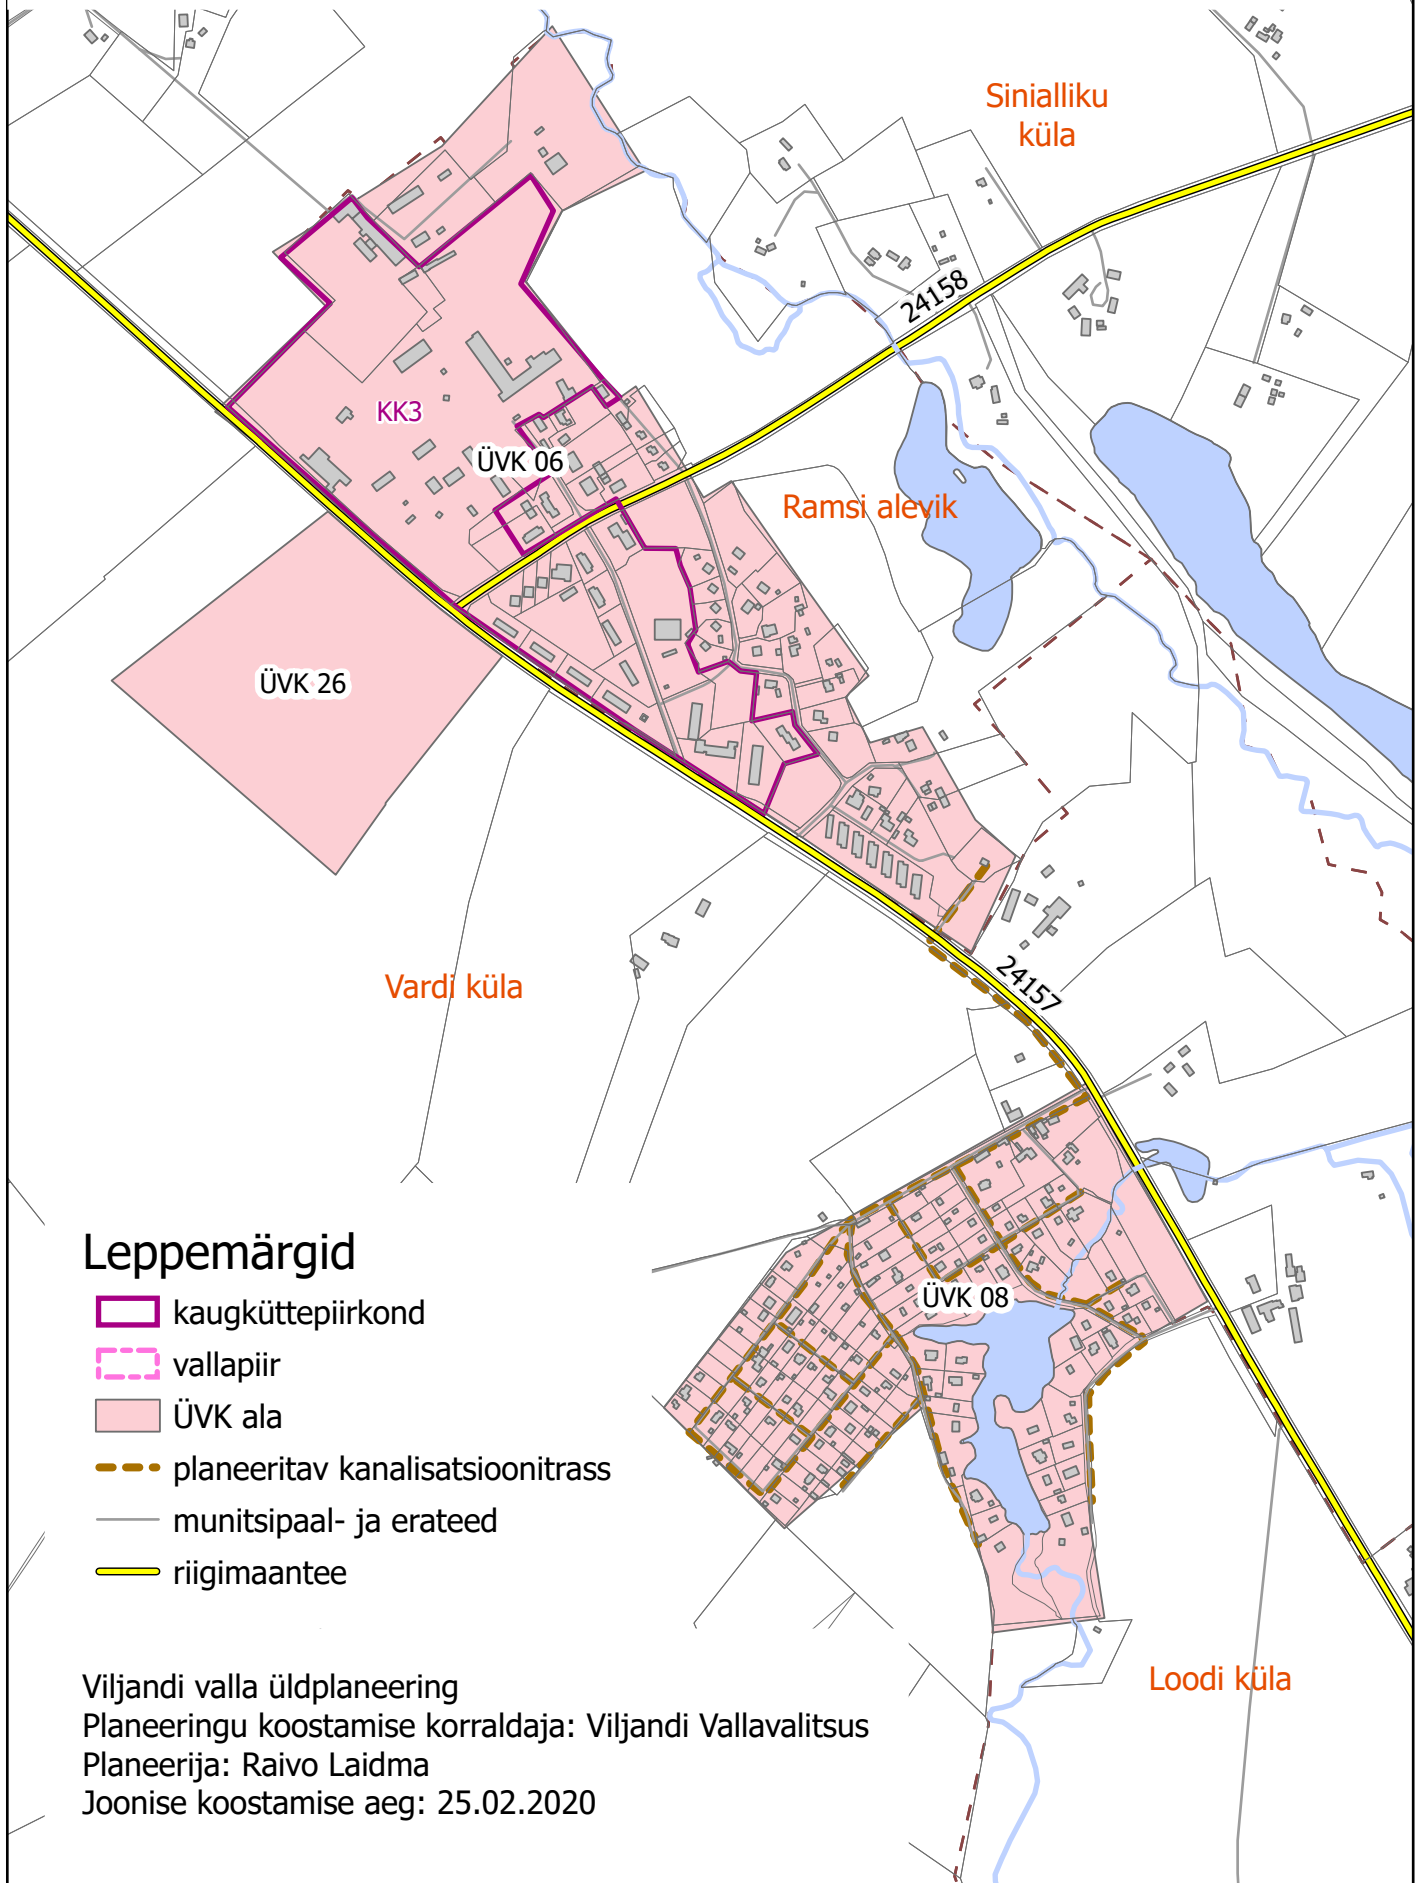 Sinialliku
küla
24158
KK3
ÜVK 06
Ramsi alevik
ÜVK 26
Vardi küla
24157
ÜVK 08
Leppemärgid
kaugküttepiirkond
vallapiir
ÜVK ala
planeeritav kanalisatsioonitrass
munitsipaal- ja erateed
riigimaantee
Loodi küla
Viljandi valla üldplaneering
Planeeringu koostamise korraldaja: Viljandi Vallavalitsus
Planeerija: Raivo Laidma
Joonise koostamise aeg: 25.02.2020